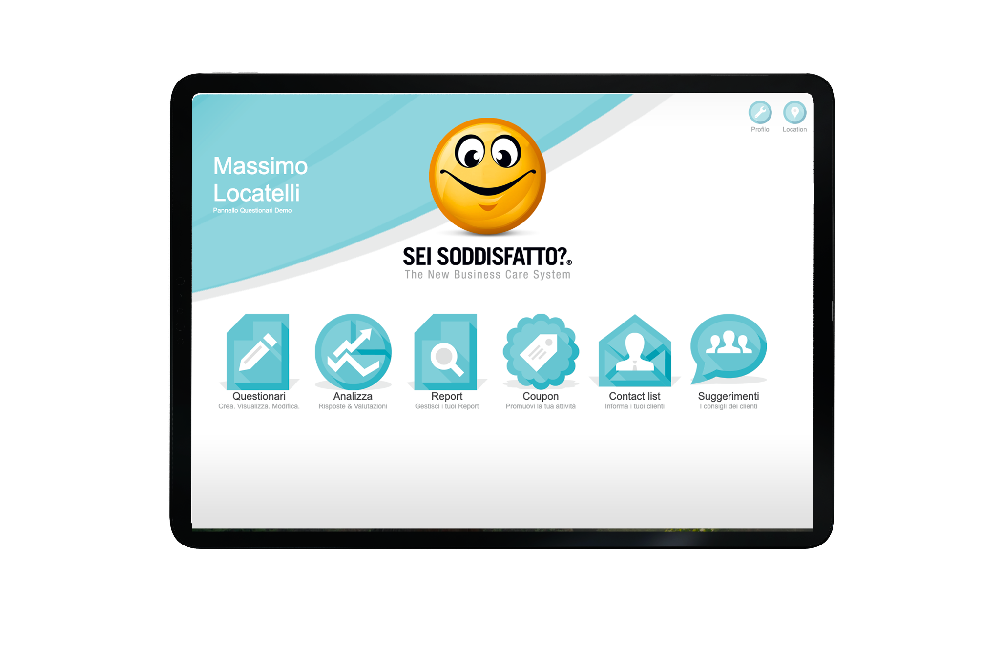 Profilo
Location
Massimo
Locatelli
Pannello Questionari Demo
SEI SODDISFATTO?®
The New Business Care System
Questionari
Crea. Visualizza. Modifica.
Analizza
Risposte & Valutazioni
Report
Gestisci i tuoi Report
Coupon
Promuovi la tua attività
Contact list
Informa i tuoi clienti
Suggerimenti
I consigli dei clienti